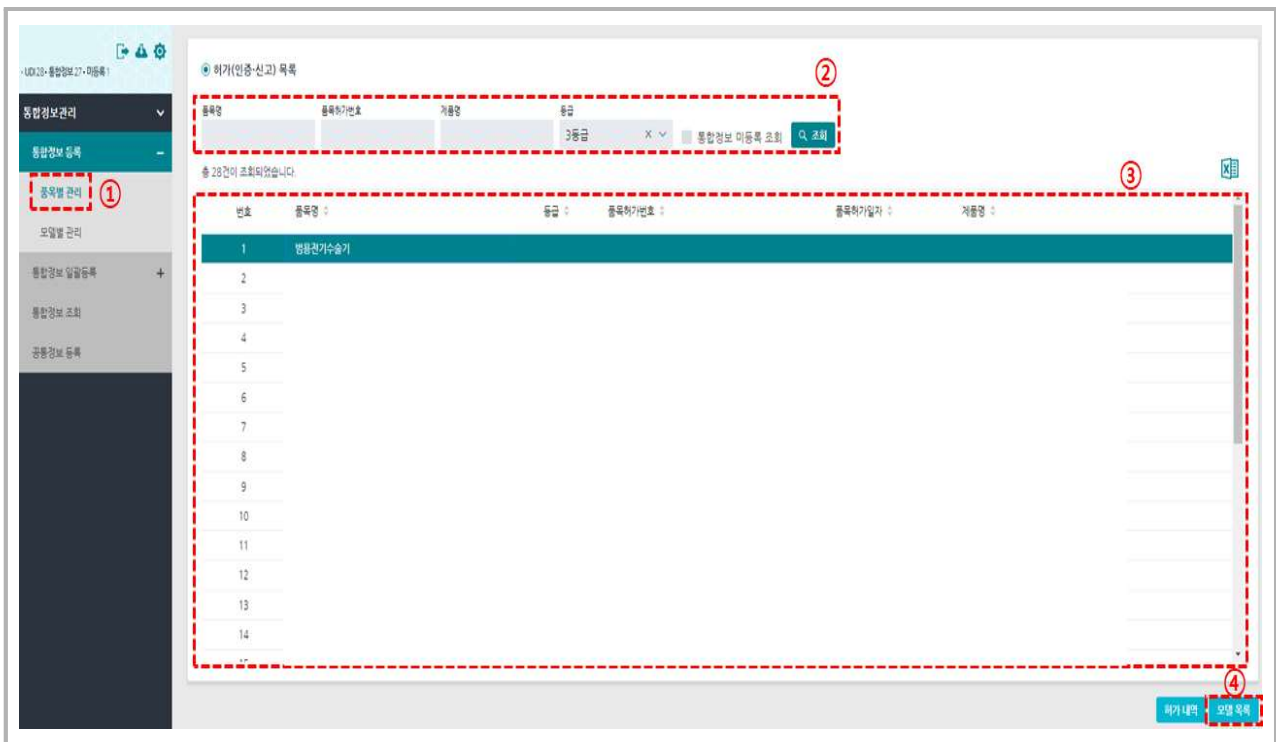 · UDI 28 · 통합정보 27 · 미등록 1
통합정보관리
통합정보 등록
품목별 관리
①
모델별 관리
통합정보 일괄등록
통합정보 조회
공통정보 등록
허가(인증·신고) 목록
②
품목명 품목허가번호 제품명 등급
3등급 X 통합정보 미등록 조회 조회
총 28건이 조회되었습니다.
③
번호 품목명 등급 품목허가번호 품목허가일자 제품명
1 범용전기수술기
2
3
4
5
6
7
8
9
10
11
12
13
14
15
④
허가 내역 모델 목록